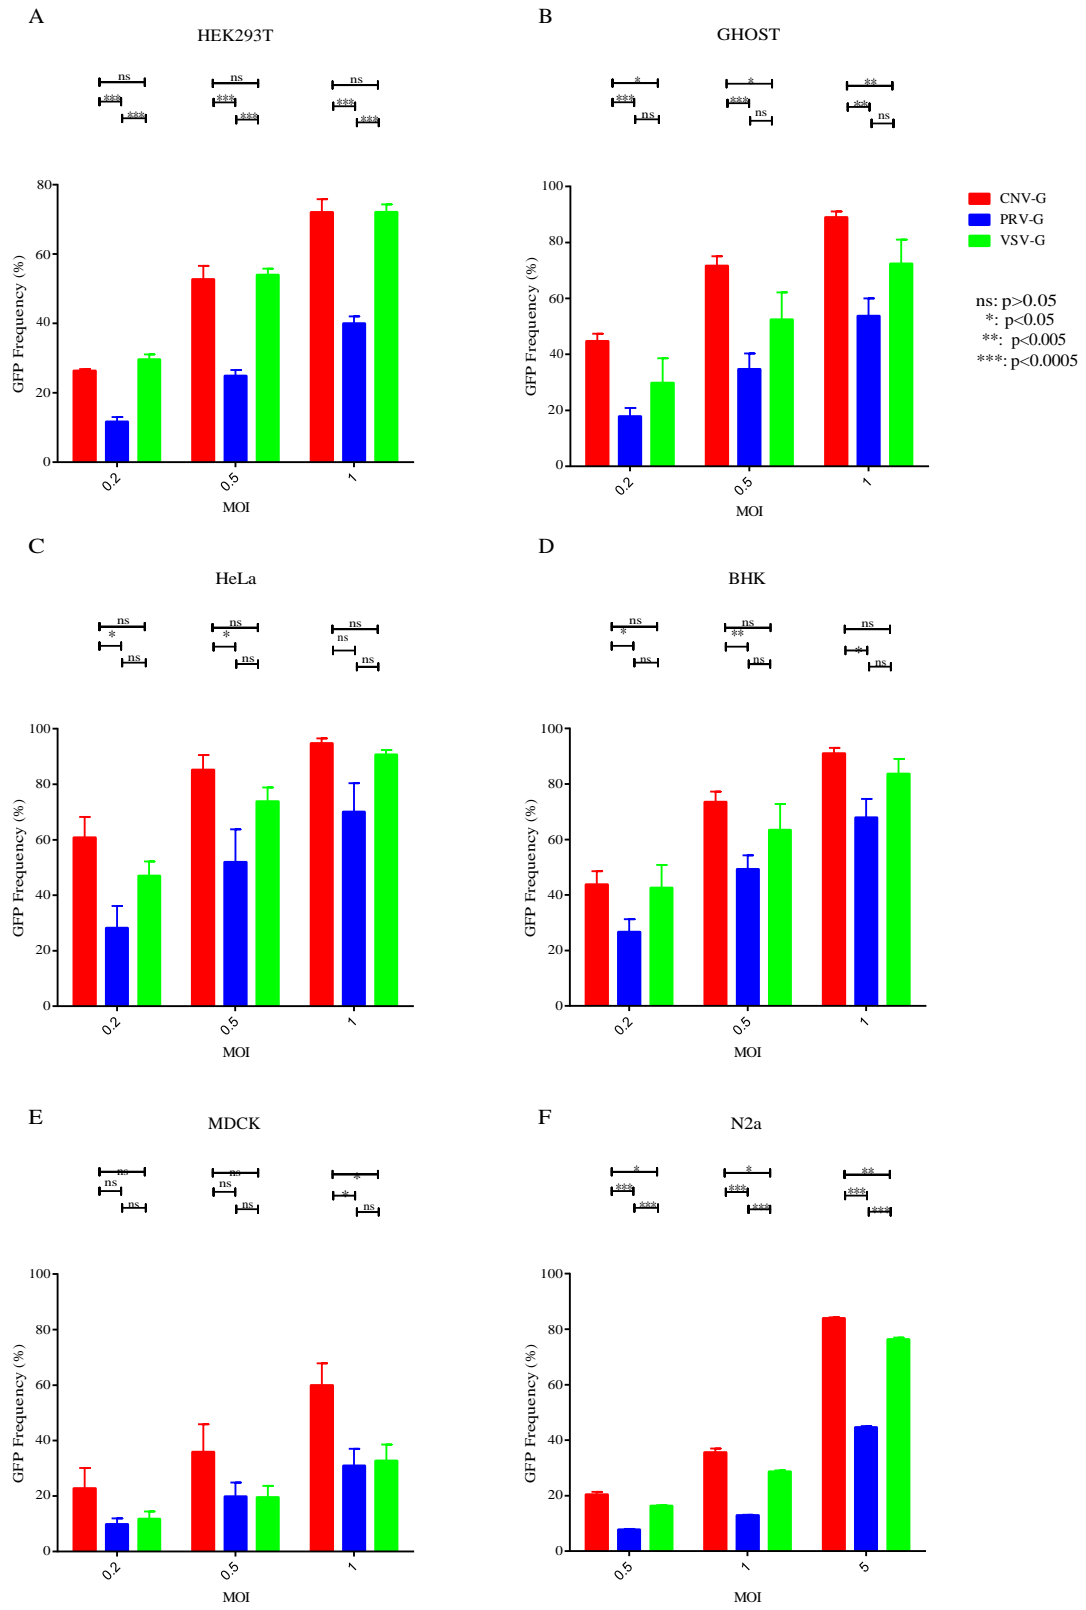 A
HEK293T
ns
***
***
ns
***
***
ns
***
***
GFP Frequency (%)
80
60
40
20
0
0.2
0.5
1
MOI
B
GHOST
*
***
ns
*
***
ns
**
**
ns
GFP Frequency (%)
100
80
60
40
20
0
0.2
0.5
1
MOI
CNV-G
PRV-G
VSV-G
ns: p>0.05
*: p<0.05
**: p<0.005
***: p<0.0005
C
HeLa
ns
*
ns
ns
*
ns
ns
ns
ns
GFP Frequency (%)
100
80
60
40
20
0
0.2
0.5
1
MOI
D
BHK
ns
*
ns
ns
**
ns
ns
*
ns
GFP Frequency (%)
100
80
60
40
20
0
0.2
0.5
1
MOI
E
MDCK
ns
ns
ns
ns
ns
ns
*
*
ns
GFP Frequency (%)
100
80
60
40
20
0
0.2
0.5
1
MOI
F
N2a
*
***
***
*
***
***
**
***
***
GFP Frequency (%)
100
80
60
40
20
0
0.5
1
5
MOI